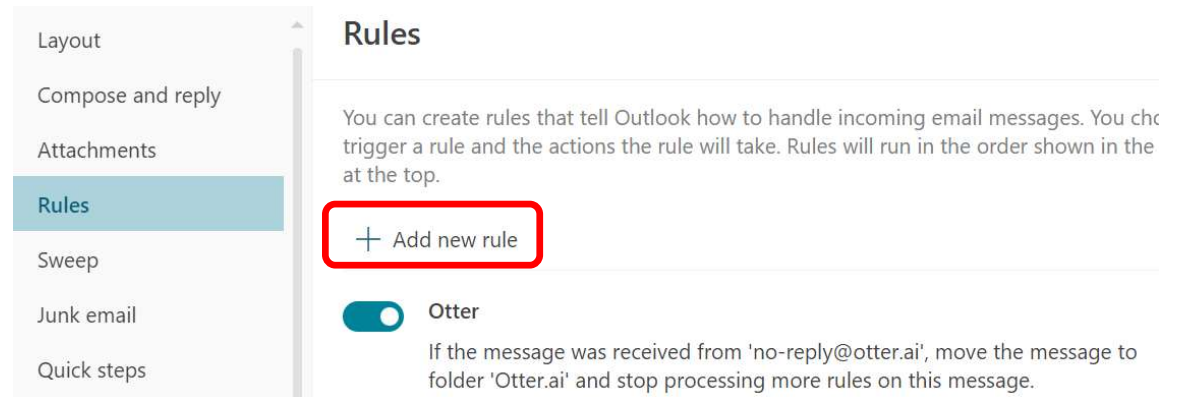 Layout
Compose and reply
Attachments
Rules
Sweep
Junk email
Quick steps
Rules
You can create rules that tell Outlook how to handle incoming email messages. You
trigger a rule and the actions the rule will take. Rules will run in the order shown in the
at the top.
+ Add new rule
Otter
If the message was received from 'no-reply@otter.ai', move the message to
folder 'Otter.ai' and stop processing more rules on this message.